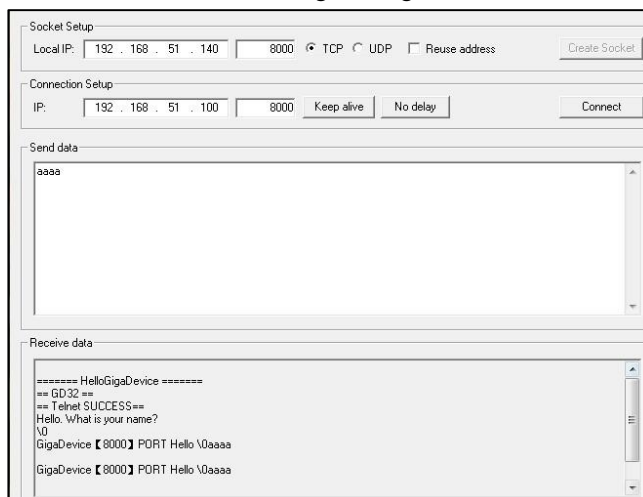 Socket Setup
Local IP: 192 . 168 . 51 . 140 8000 TCP UDP Reuse address Create Socket
Connection Setup
IP: 192 . 168 . 51 . 100 8000 Keep alive No delay Connect
Send data
aaaa
Receive data
======= HelloGigaDevice =======
== GD32 ==
== Telnet SUCCESS==
Hello. What is your name?
\0
GigaDevice【8000】PORT Hello \0aaaa
GigaDevice【8000】PORT Hello \0aaaa